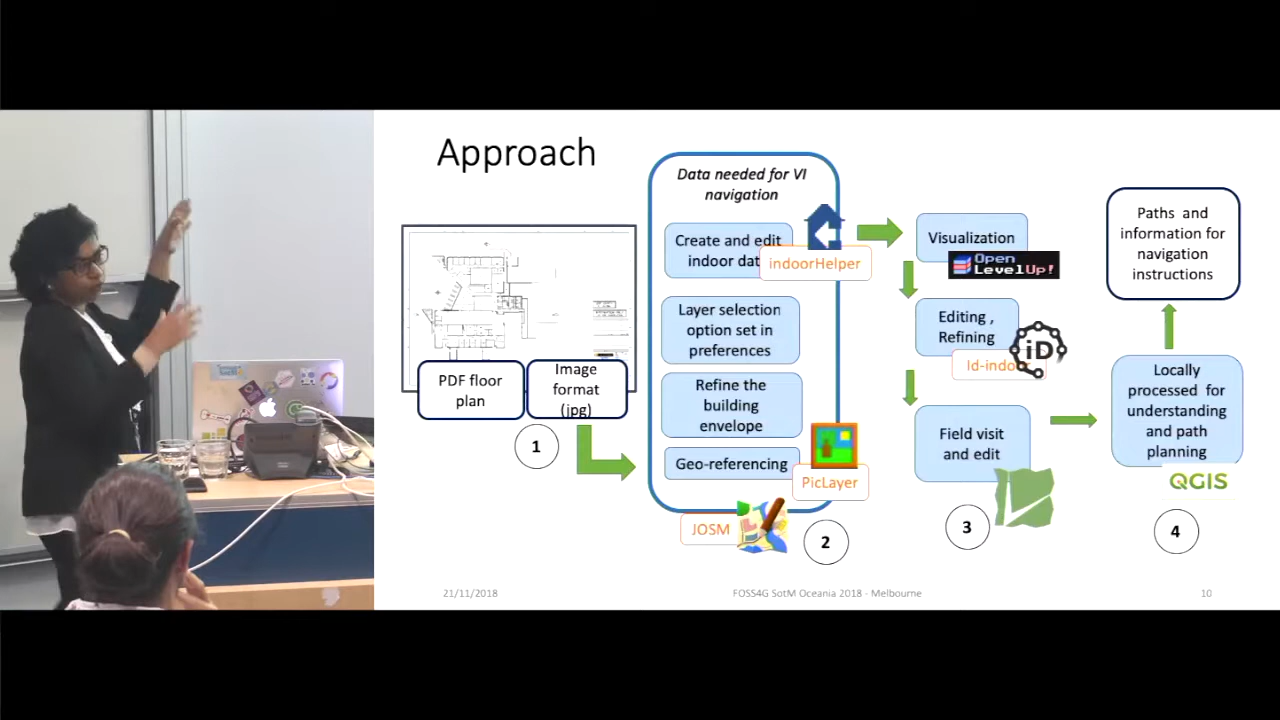 Approach
PDF floor
plan
Image
format
(jpg)
1
Data needed for VI
navigation
Create and edit
indoor dat
indoorHelper
Layer selection
option set in
preferences
Refine the
building
envelope
Geo-referencing
PicLayer
JOSM
2
Visualization
Open
LevelUp!
Editing ,
Refining
iD
Id-indo
Field visit
and edit
3
Paths and
information for
navigation
instructions
Locally
processed for
understanding
and path
planning
QGIS
4
21/11/2018
FOSS4G SotM Oceania 2018 - Melbourne
10